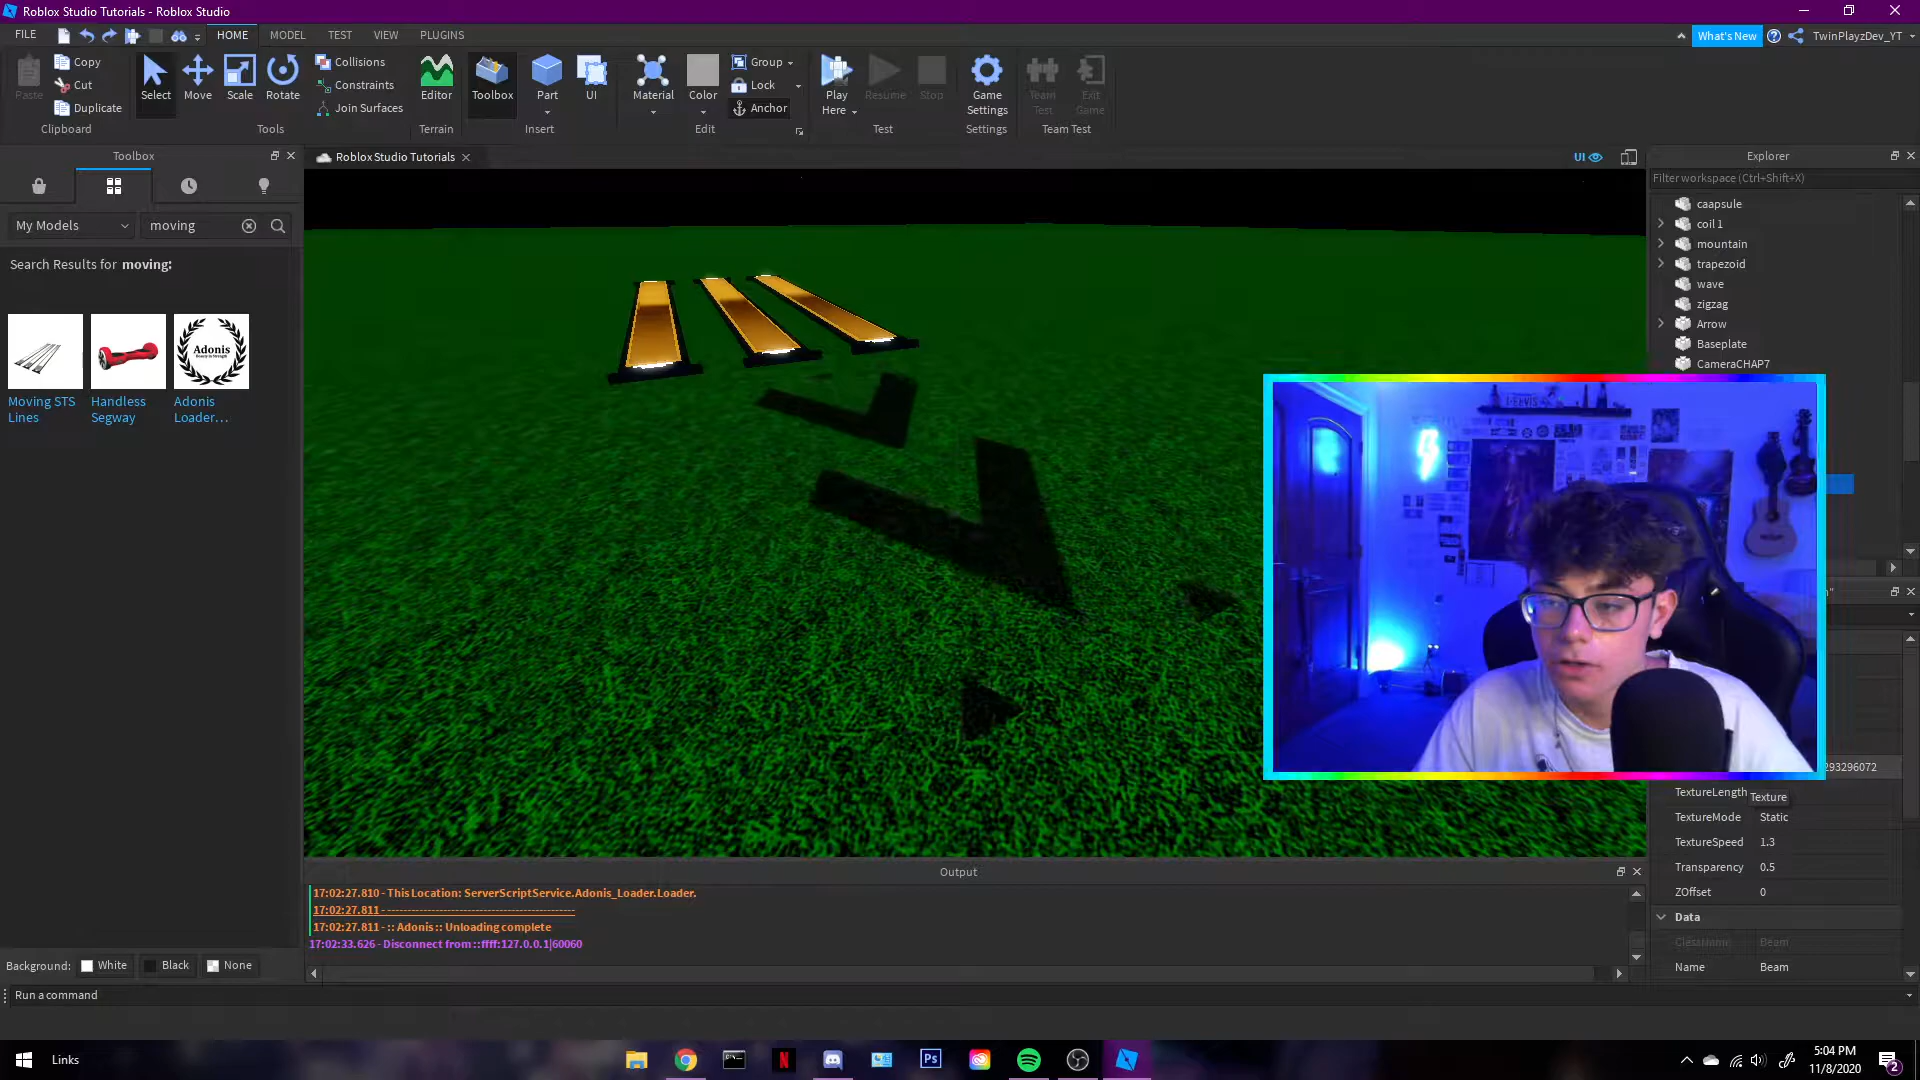 Roblox Studio Tutorials - Roblox Studio
FILE
HOME
MODEL
TEST
VIEW
PLUGINS
What's New
TwinPlayzDev_YT
Paste
Copy
Cut
Duplicate
Clipboard
Select
Move
Scale
Rotate
Collisions
Constraints
Join Surfaces
Tools
Editor
Terrain
Toolbox
Part
UI
Insert
Material
Color
Group
Lock
Anchor
Edit
Play
Here
Resume
Stop
Test
Game
Settings
Settings
Team
Test
Exit
Game
Team Test
Toolbox
My Models
moving
Search Results for moving:
Moving STS
Lines
Handless
Segway
Adonis
Adonis
Loader…
Background:
White
Black
None
Run a command
Roblox Studio Tutorials
UI
Explorer
Filter workspace (Ctrl+Shift+X)
caapsule
coil 1
mountain
trapezoid
wave
zigzag
Arrow
Baseplate
CameraCHAP7
293296072
TextureLength
Texture
TextureMode
Static
TextureSpeed
1.3
Transparency
0.5
ZOffset
0
Data
ClassName
Beam
Name
Beam
Output
17:02:27.810 - This Location: ServerScriptService.Adonis_Loader.Loader.
17:02:27.811 - ------------------------------------------------
17:02:27.811 - :: Adonis :: Unloading complete
17:02:33.626 - Disconnect from ::ffff:127.0.0.1|60060
Links
Ps
5:04 PM
11/8/2020
2